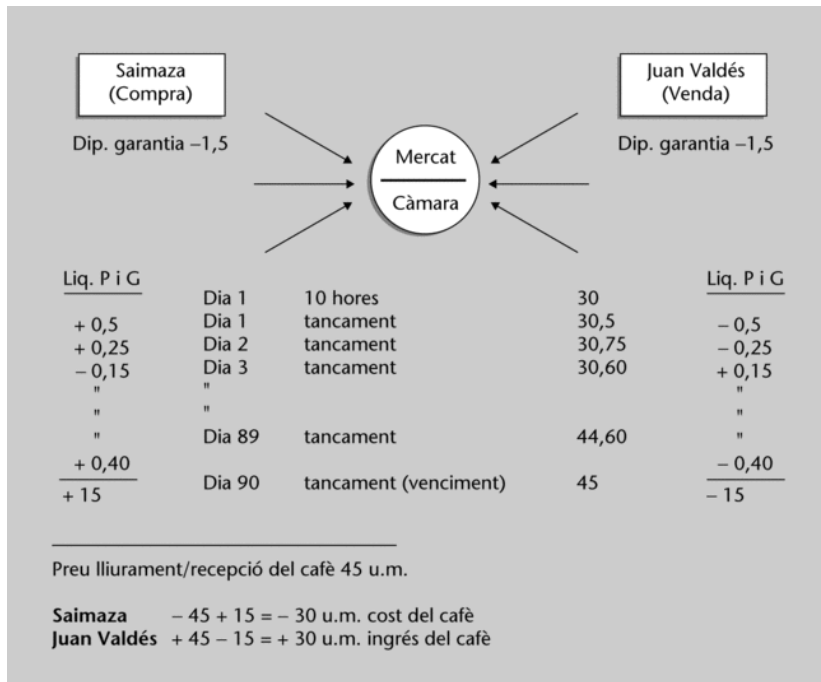 Saimaza
(Compra)
Juan Valdés
(Venda)
Dip. garantia –1,5
Dip. garantia –1,5
Mercat
Càmara
Liq. P i G
Liq. P i G
Dia 1 10 hores 30
+ 0,5 Dia 1 tancament 30,5 – 0,5
+ 0,25 Dia 2 tancament 30,75 – 0,25
– 0,15 Dia 3 tancament 30,60 + 0,15
" " "
" " "
" Dia 89 tancament 44,60 "
+ 0,40 – 0,40
Dia 90 tancament (venciment) 45
+ 15 – 15
Preu lliurament/recepció del cafè 45 u.m.
Saimaza – 45 + 15 = – 30 u.m. cost del cafè
Juan Valdés + 45 – 15 = + 30 u.m. ingrés del cafè